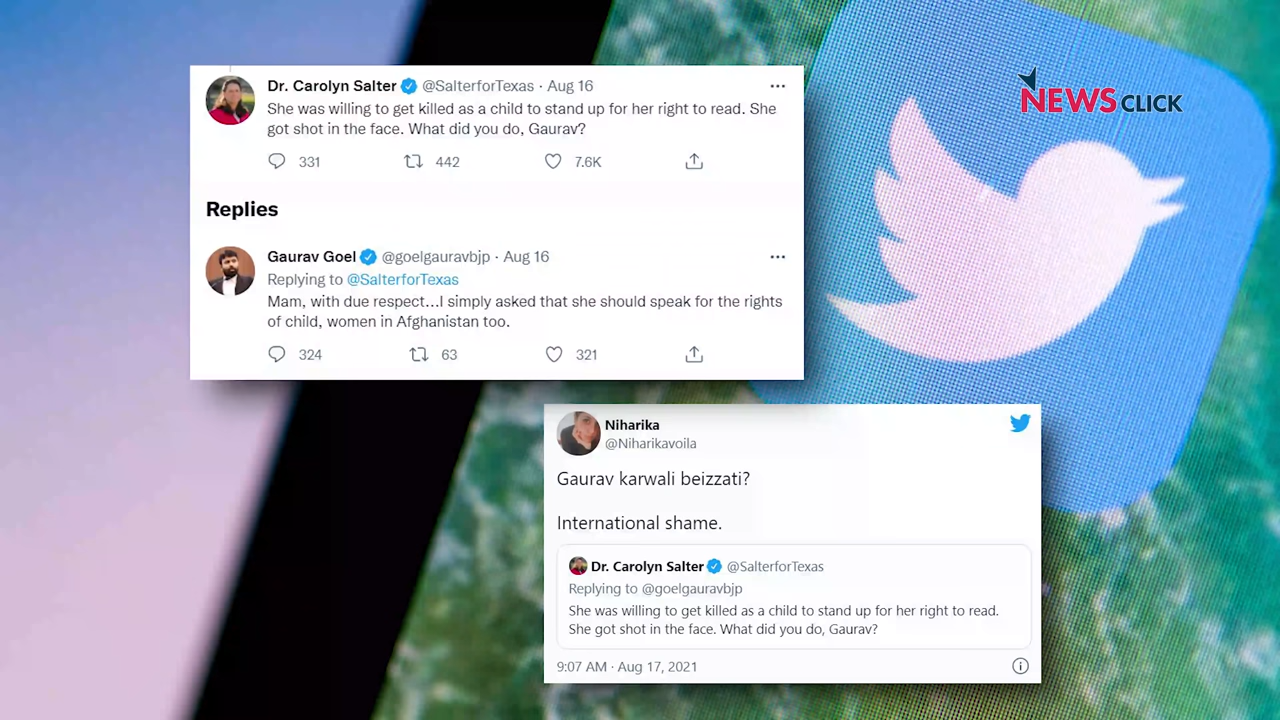 NEWSCLICK
Dr. Carolyn Salter @SalterforTexas · Aug 16
She was willing to get killed as a child to stand up for her right to read. She
got shot in the face. What did you do, Gaurav?
331 442 7.6K
Replies
Gaurav Goel @goelgauravbjp · Aug 16
Replying to @SalterforTexas
Mam, with due respect...I simply asked that she should speak for the rights
of child, women in Afghanistan too.
324 63 321
Niharika
@Niharikavoila
Gaurav karwali beizzati?
International shame.
Dr. Carolyn Salter @SalterforTexas
Replying to @goelgauravbjp
She was willing to get killed as a child to stand up for her right to read.
She got shot in the face. What did you do, Gaurav?
9:07 AM · Aug 17, 2021